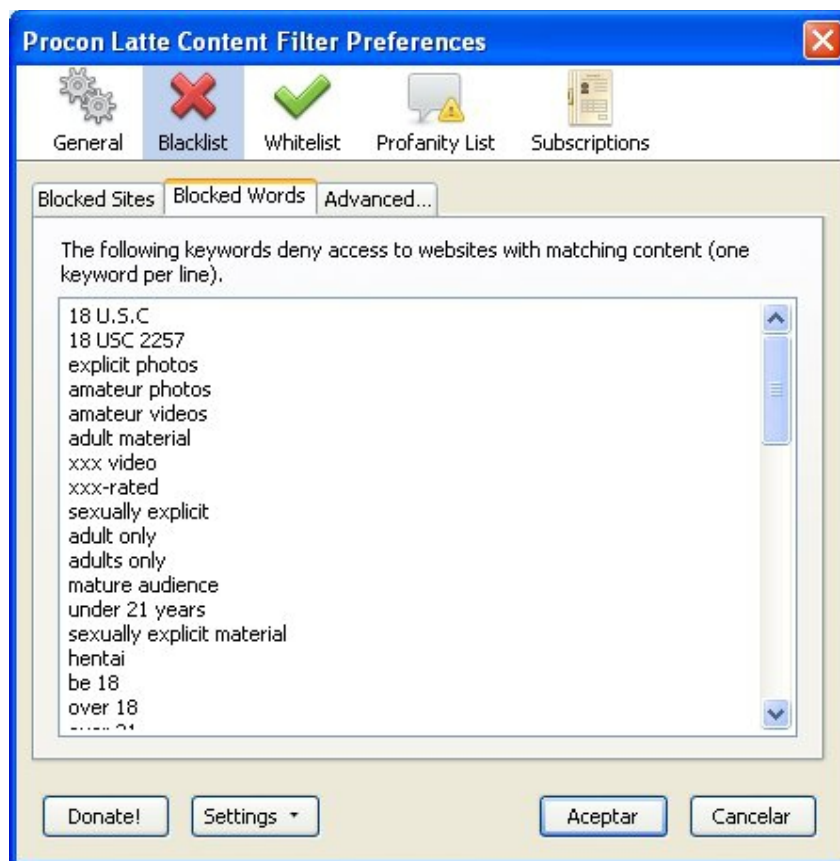 Procon Latte Content Filter Preferences
General Blacklist Whitelist Profanity List Subscriptions
Blocked Sites Blocked Words Advanced...
The following keywords deny access to websites with matching content (one
keyword per line).
18 U.S.C
18 USC 2257
explicit photos
amateur photos
amateur videos
adult material
xxx video
xxx-rated
sexually explicit
adult only
adults only
mature audience
under 21 years
sexually explicit material
hentai
be 18
over 18
Donate! Settings Aceptar Cancelar